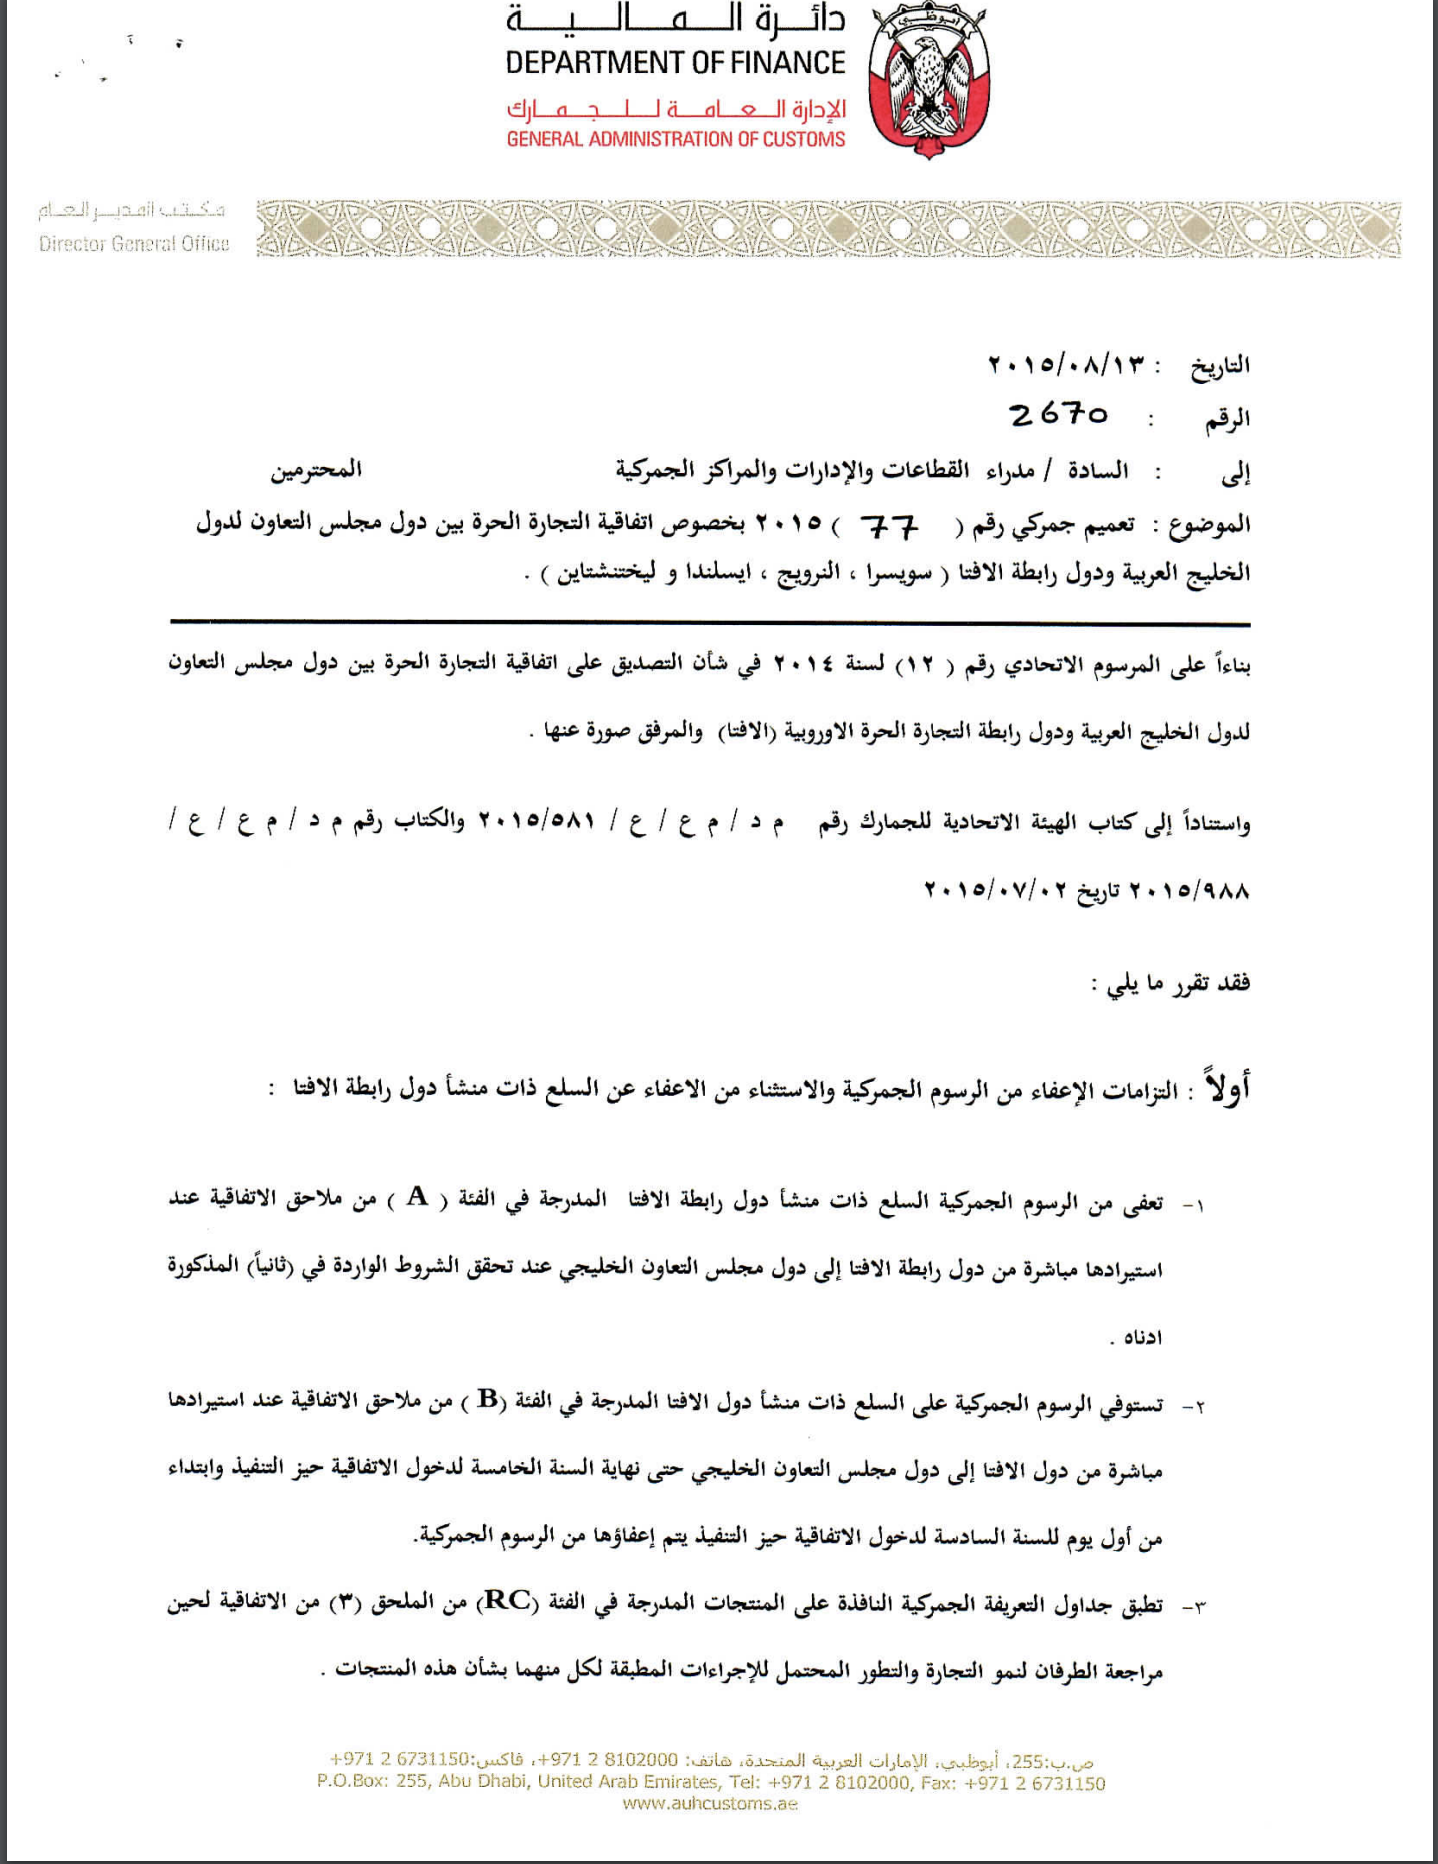 دائرة المالية
DEPARTMENT OF FINANCE
الإدارة العامة للجمارك
GENERAL ADMINISTRATION OF CUSTOMS
أبوظبي
مكتب المدير العام
Director General Office
التاريخ : ٢٠١٥/٠٨/١٣
الرقم : 2670
إلى : السادة / مدراء القطاعات والإدارات والمراكز الجمركية المحترمين
الموضوع : تعميم جمركي رقم ( 77 ) ٢٠١٥ بخصوص اتفاقية التجارة الحرة بين دول مجلس التعاون لدول
الخليج العربية ودول رابطة الافتا ( سويسرا ، النرويج ، ايسلندا و ليختنشتاين ) .
بناءاً على المرسوم الاتحادي رقم ( ١٢) لسنة ٢٠١٤ في شأن التصديق على اتفاقية التجارة الحرة بين دول مجلس التعاون
لدول الخليج العربية ودول رابطة التجارة الحرة الاوروبية (الافتا) والمرفق صورة عنها .
واستناداً إلى كتاب الهيئة الاتحادية للجمارك رقم م د / م ع / ع / ٢٠١٥/٥٨١ والكتاب رقم م د / م ع / ع /
٢٠١٥/٩٨٨ تاريخ ٢٠١٥/٠٧/٠٢
فقد تقرر ما يلي :
أولاً : التزامات الإعفاء من الرسوم الجمركية والاستثناء من الاعفاء عن السلع ذات منشأ دول رابطة الافتا :
١- تعفى من الرسوم الجمركية السلع ذات منشأ دول رابطة الافتا المدرجة في الفئة ( A ) من ملاحق الاتفاقية عند
استيرادها مباشرة من دول رابطة الافتا إلى دول مجلس التعاون الخليجي عند تحقق الشروط الواردة في (ثانياً) المذكورة
ادناه .
٢- تستوفي الرسوم الجمركية على السلع ذات منشأ دول الافتا المدرجة في الفئة (B ) من ملاحق الاتفاقية عند استيرادها
مباشرة من دول الافتا إلى دول مجلس التعاون الخليجي حتى نهاية السنة الخامسة لدخول الاتفاقية حيز التنفيذ وابتداء
من أول يوم للسنة السادسة لدخول الاتفاقية حيز التنفيذ يتم إعفاؤها من الرسوم الجمركية.
٣- تطبق جداول التعريفة الجمركية النافذة على المنتجات المدرجة في الفئة (RC) من الملحق (٣) من الاتفاقية لحين
مراجعة الطرفان لنمو التجارة والتطور المحتمل للإجراءات المطبقة لكل منهما بشأن هذه المنتجات .
ص.ب:255، أبوظبي، الإمارات العربية المتحدة، هاتف: 8102000 2 971+، فاكس:6731150 2 971+
P.O.Box: 255, Abu Dhabi, United Arab Emirates, Tel: +971 2 8102000, Fax: +971 2 6731150
www.auhcustoms.ae